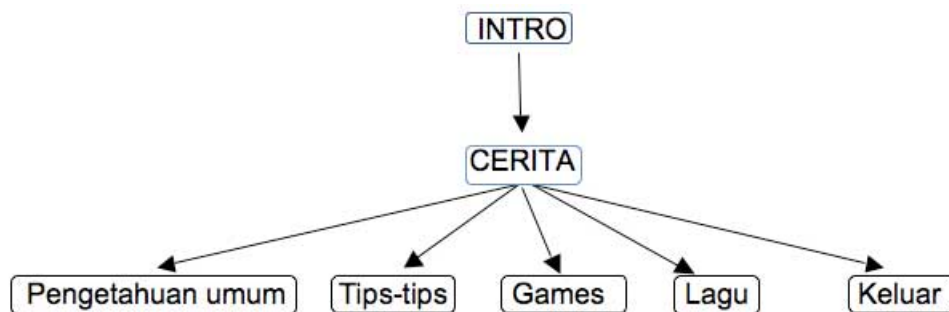 INTRO
CERITA
Pengetahuan umum
Tips-tips
Games
Lagu
Keluar